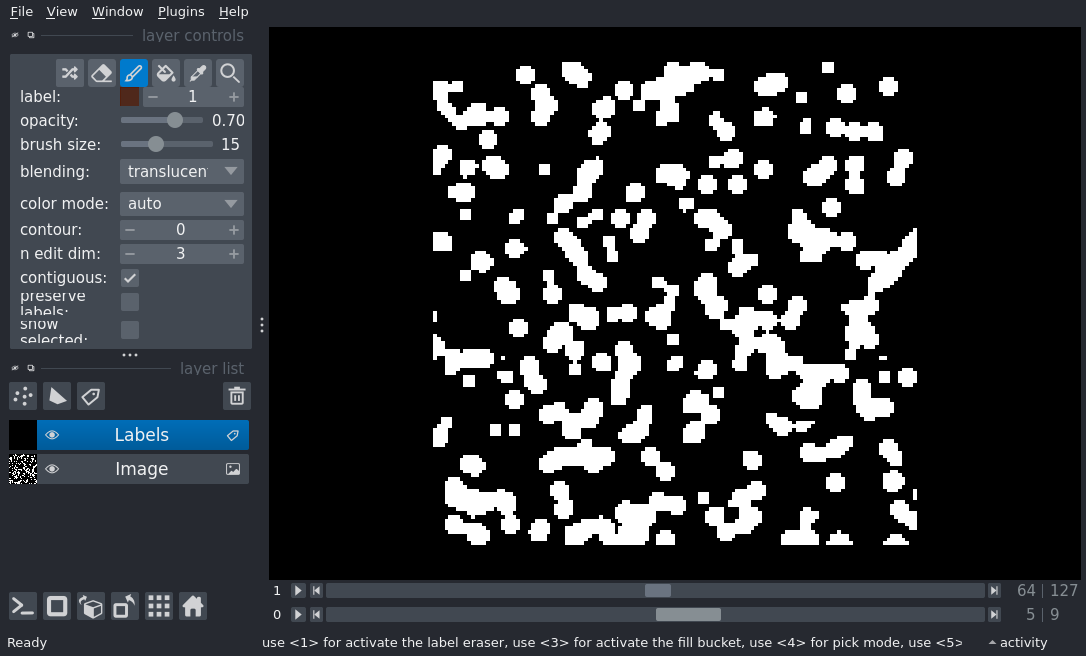 File View Window Plugins Help
layer controls
label: 1
opacity: 0.70
brush size: 15
blending: translucen
color mode: auto
contour: 0
n edit dim: 3
contiguous:
preserve
labels:
show
selected:
layer list
Labels
Image
1 64 | 127
0 5 | 9
Ready use <1> for activate the label eraser, use <3> for activate the fill bucket, use <4> for pick mode, use <5> activity